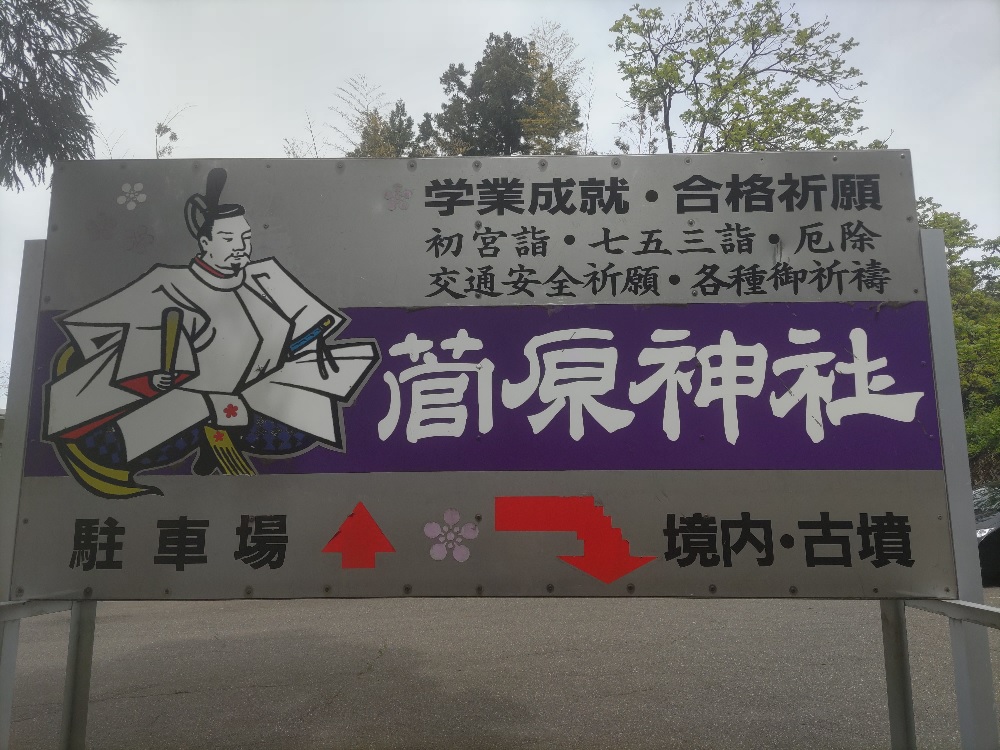 学業成就・合格祈願
初宮詣・七五三詣・厄除
交通安全祈願・各種御祈禱
菅原神社
駐車場
境内・古墳